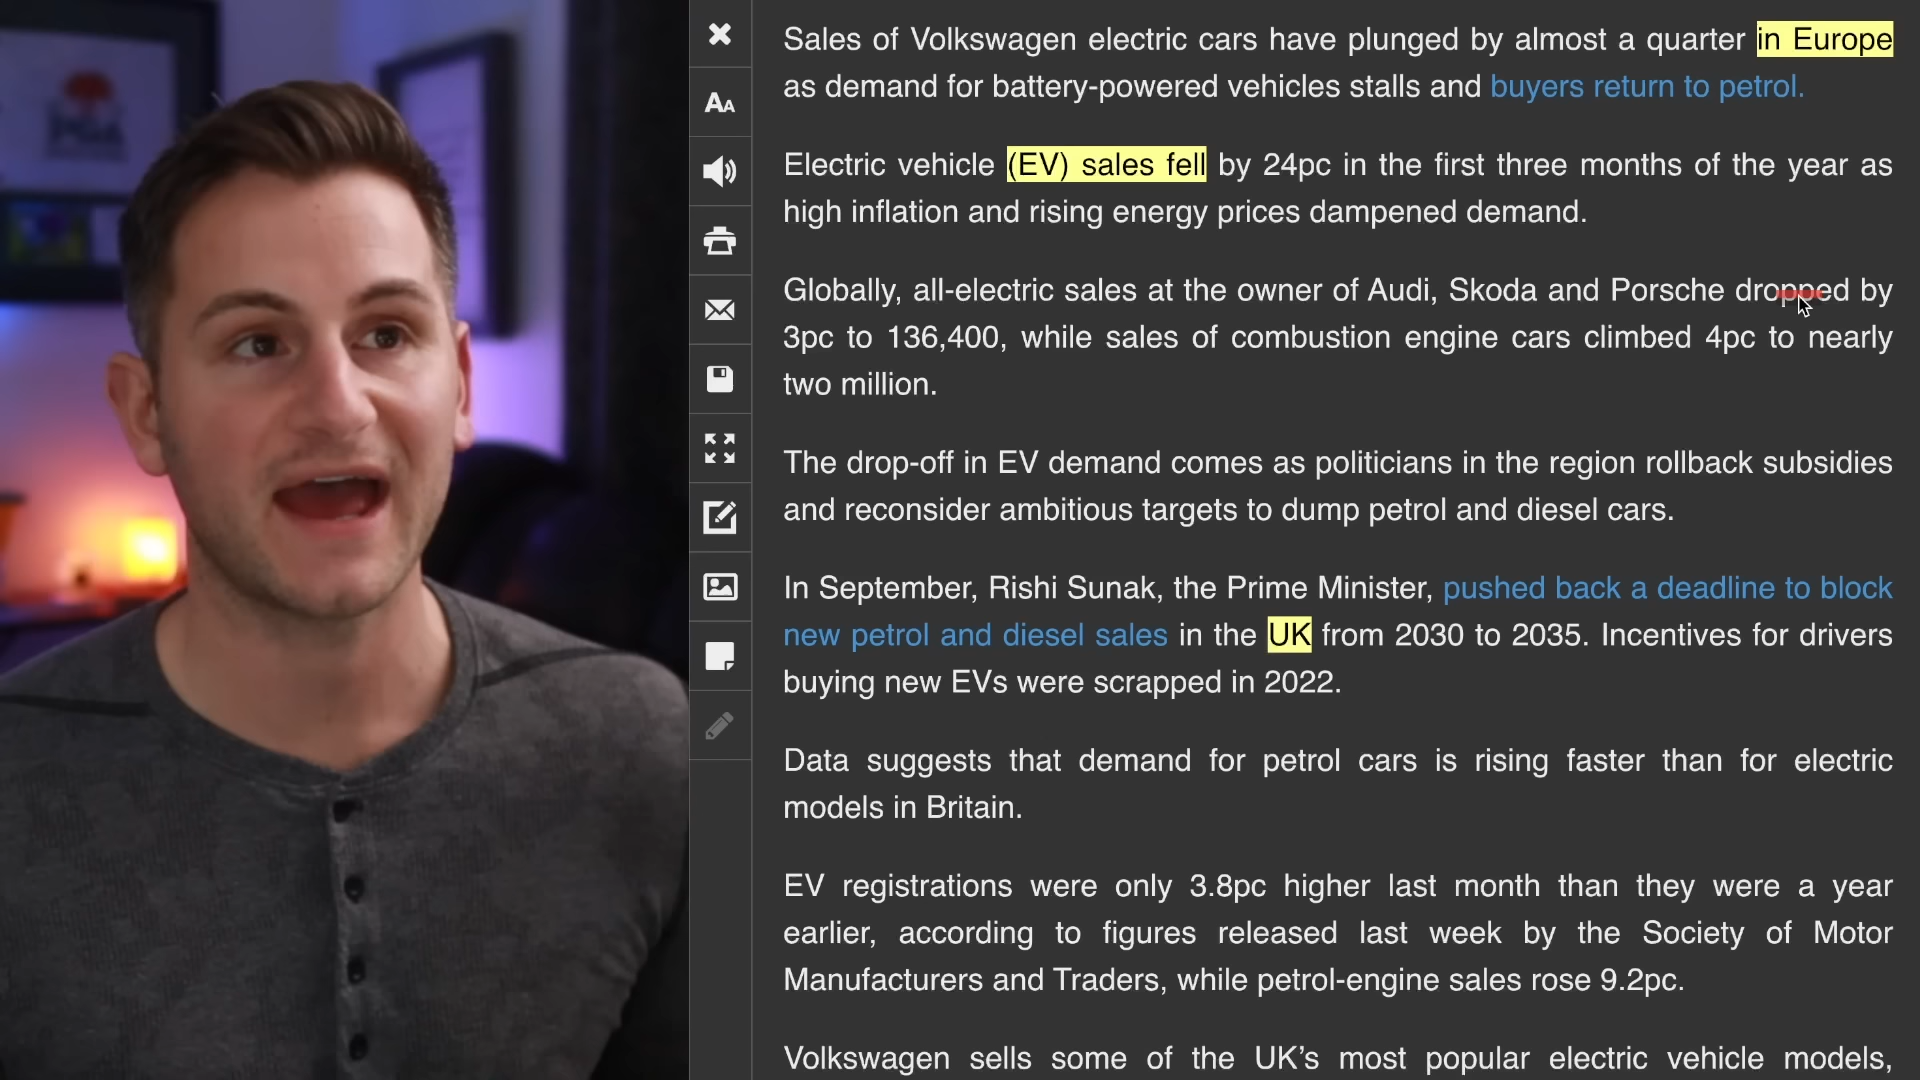 Sales of Volkswagen electric cars have plunged by almost a quarter in Europe
as demand for battery-powered vehicles stalls and buyers return to petrol.
Electric vehicle (EV) sales fell by 24pc in the first three months of the year as
high inflation and rising energy prices dampened demand.
Globally, all-electric sales at the owner of Audi, Skoda and Porsche dropped by
3pc to 136,400, while sales of combustion engine cars climbed 4pc to nearly
two million.
The drop-off in EV demand comes as politicians in the region rollback subsidies
and reconsider ambitious targets to dump petrol and diesel cars.
In September, Rishi Sunak, the Prime Minister, pushed back a deadline to block
new petrol and diesel sales in the UK from 2030 to 2035. Incentives for drivers
buying new EVs were scrapped in 2022.
Data suggests that demand for petrol cars is rising faster than for electric
models in Britain.
EV registrations were only 3.8pc higher last month than they were a year
earlier, according to figures released last week by the Society of Motor
Manufacturers and Traders, while petrol-engine sales rose 9.2pc.
Volkswagen sells some of the UK’s most popular electric vehicle models,